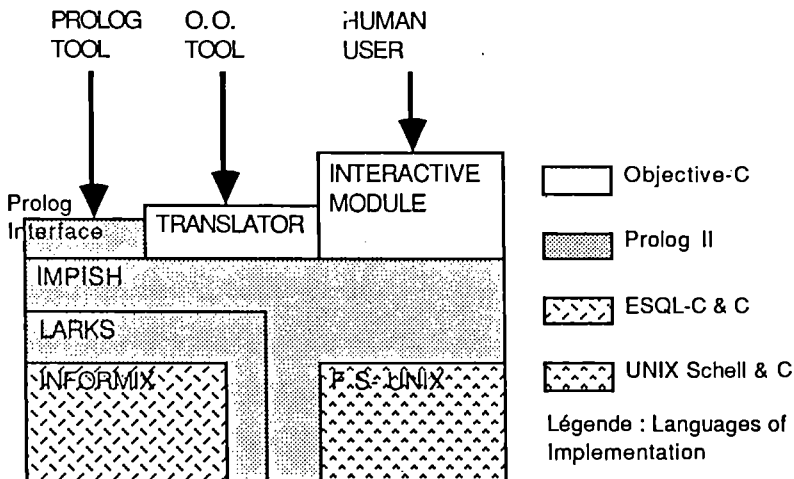 PROLOG
TOOL
O.O.
TOOL
HUMAN
USER
Prolog
Interface
TRANSLATOR
INTERACTIVE
MODULE
IMPISH
LARKS
INFORMIX
F.S- UNIX
Objective-C
Prolog II
ESQL-C & C
UNIX Schell & C
Légende : Languages of
Implementation